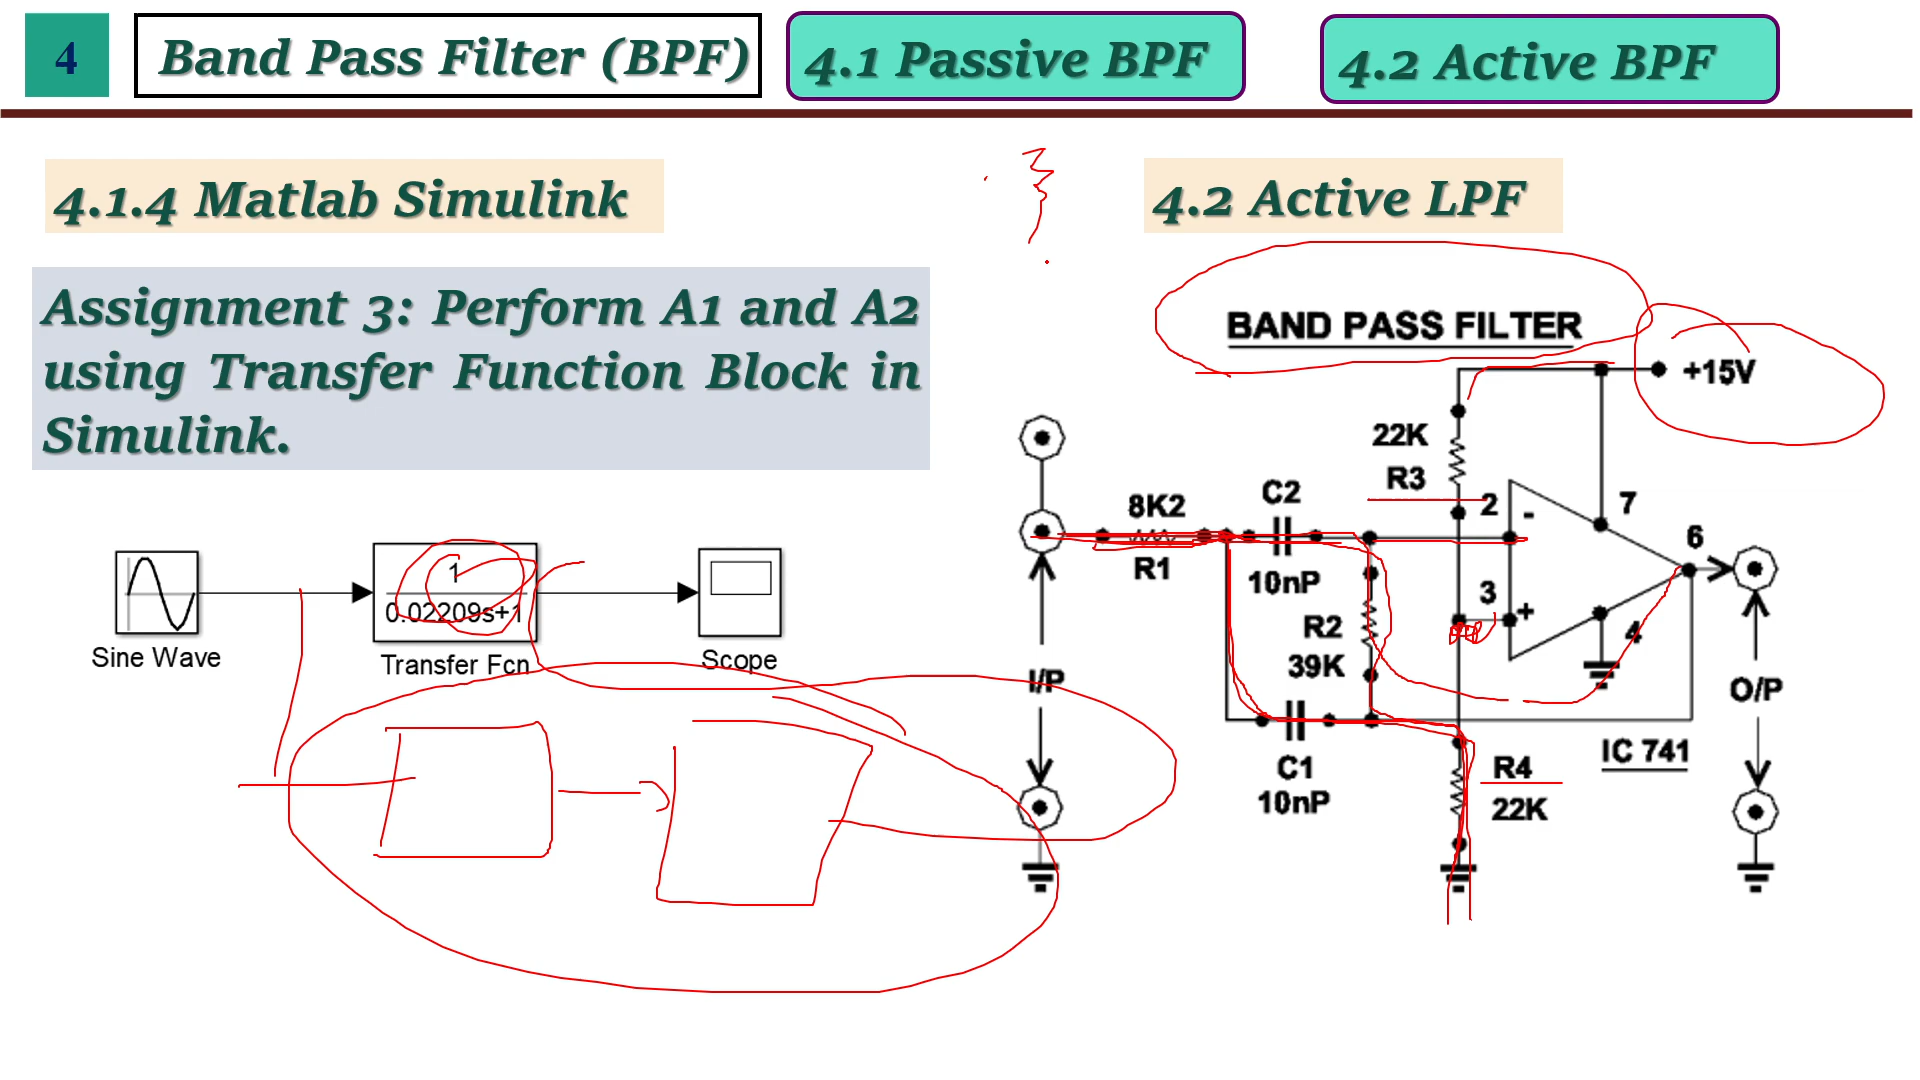 4
Band Pass Filter (BPF)
4.1 Passive BPF
4.2 Active BPF
4.1.4 Matlab Simulink
4.2 Active LPF
Assignment 3: Perform A1 and A2
using Transfer Function Block in
Simulink.
1
0.02209s+1
Sine Wave
Transfer Fcn
Scope
BAND PASS FILTER
+15V
22K
R3
8K2
R1
C2
10nP
2
-
7
6
3
+
4
R2
39K
I/P
O/P
C1
10nP
IC 741
R4
22K